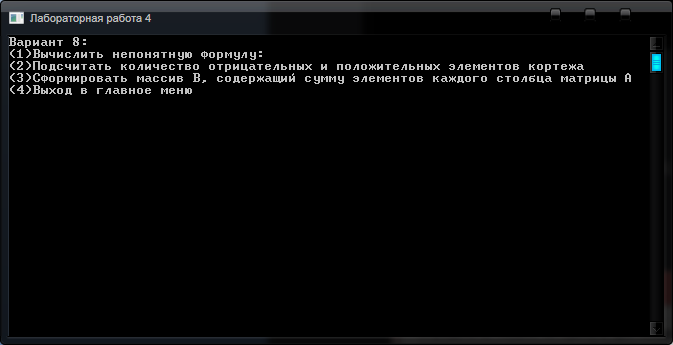 Лабораторная работа 4
Вариант 8:
(1)Вычислить непонятную формулу:
(2)Подсчитать количество отрицательных и положительных элементов кортежа
(3)Сформировать массив B, содержащий сумму элементов каждого столбца матрицы A
(4)Выход в главное меню